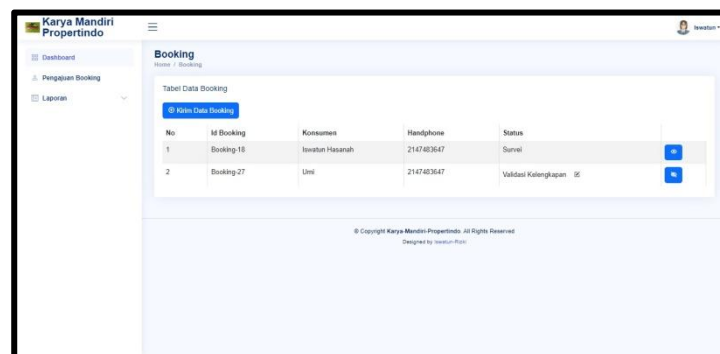 Karya Mandiri
Propertindo
Iswatun
Dashboard
Pengajuan Booking
Laporan
Booking
Home / Booking
Tabel Data Booking
Kirim Data Booking
No Id Booking Konsumen Handphone Status
1 Booking-18 Iswatun Hasanah 2147483647 Survei
2 Booking-27 Umi 2147483647 Validasi Kelengkapan
© Copyright Karya-Mandiri-Propertindo. All Rights Reserved
Designed by Iswatun-Rizki